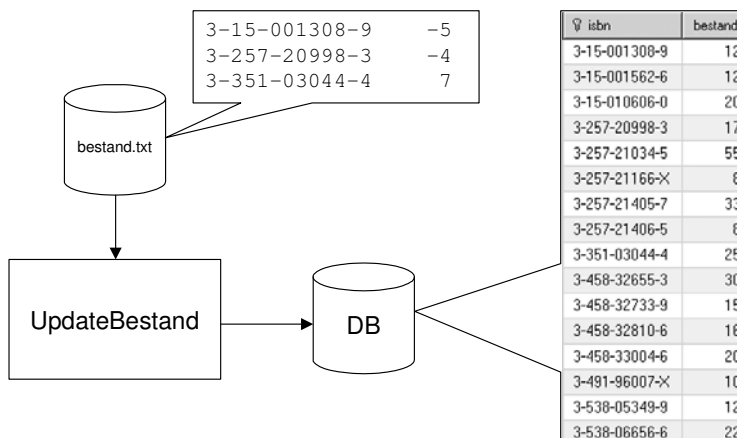 3-15-001308-9 -5
3-257-20998-3 -4
3-351-03044-4 7
bestand.txt
UpdateBestand
DB
isbn bestand
3-15-001308-9 12
3-15-001562-6 12
3-15-010606-0 20
3-257-20998-3 17
3-257-21034-5 55
3-257-21166-X 8
3-257-21405-7 33
3-257-21406-5 8
3-351-03044-4 25
3-458-32655-3 30
3-458-32733-9 15
3-458-32810-6 16
3-458-33004-6 20
3-491-96007-X 10
3-538-05349-9 12
3-538-06656-6 22